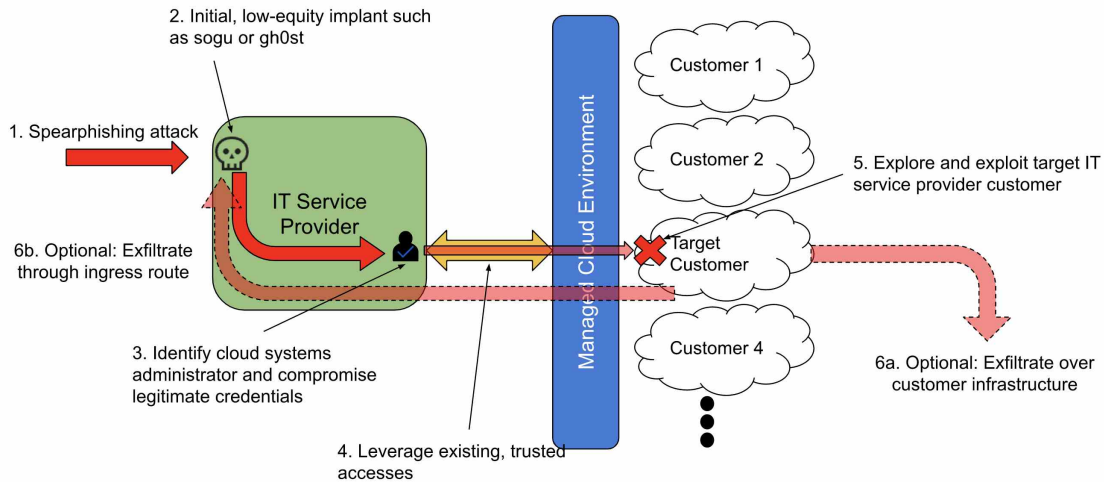 2. Initial, low-equity implant such
as sogu or gh0st
1. Spearphishing attack
IT Service
Provider
6b. Optional: Exfiltrate
through ingress route
3. Identify cloud systems
administrator and compromise
legitimate credentials
4. Leverage existing, trusted
accesses
Managed Cloud Environment
Customer 1
Customer 2
Target
Customer
Customer 4
5. Explore and exploit target IT
service provider customer
6a. Optional: Exfiltrate over
customer infrastructure